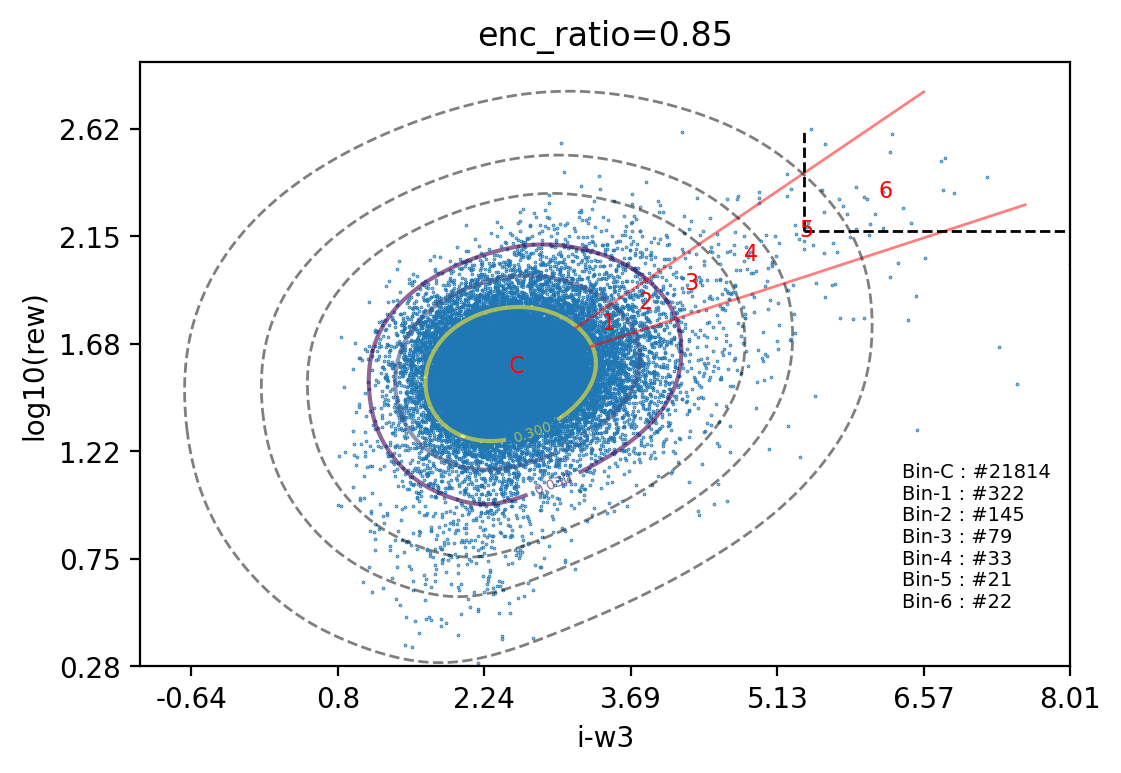 enc_ratio=0.85
log10(rew)
2.62
2.15
1.68
1.22
0.75
0.28
6
5
4
3
2
1
C
0.300
Bin-C : #21814
Bin-1 : #322
Bin-2 : #145
Bin-3 : #79
Bin-4 : #33
Bin-5 : #21
Bin-6 : #22
-0.64
0.8
2.24
3.69
5.13
6.57
8.01
i-w3